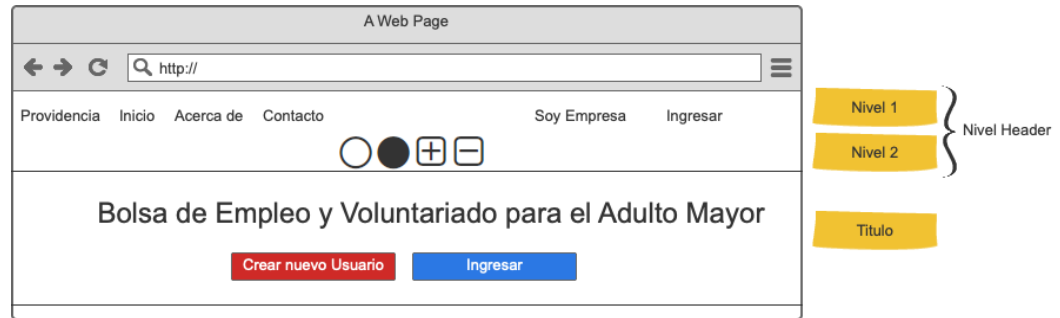 A Web Page
http://
Providencia Inicio Acerca de Contacto Soy Empresa Ingresar
Nivel 1
Nivel 2
Nivel Header
Bolsa de Empleo y Voluntariado para el Adulto Mayor
Titulo
Crear nuevo Usuario Ingresar